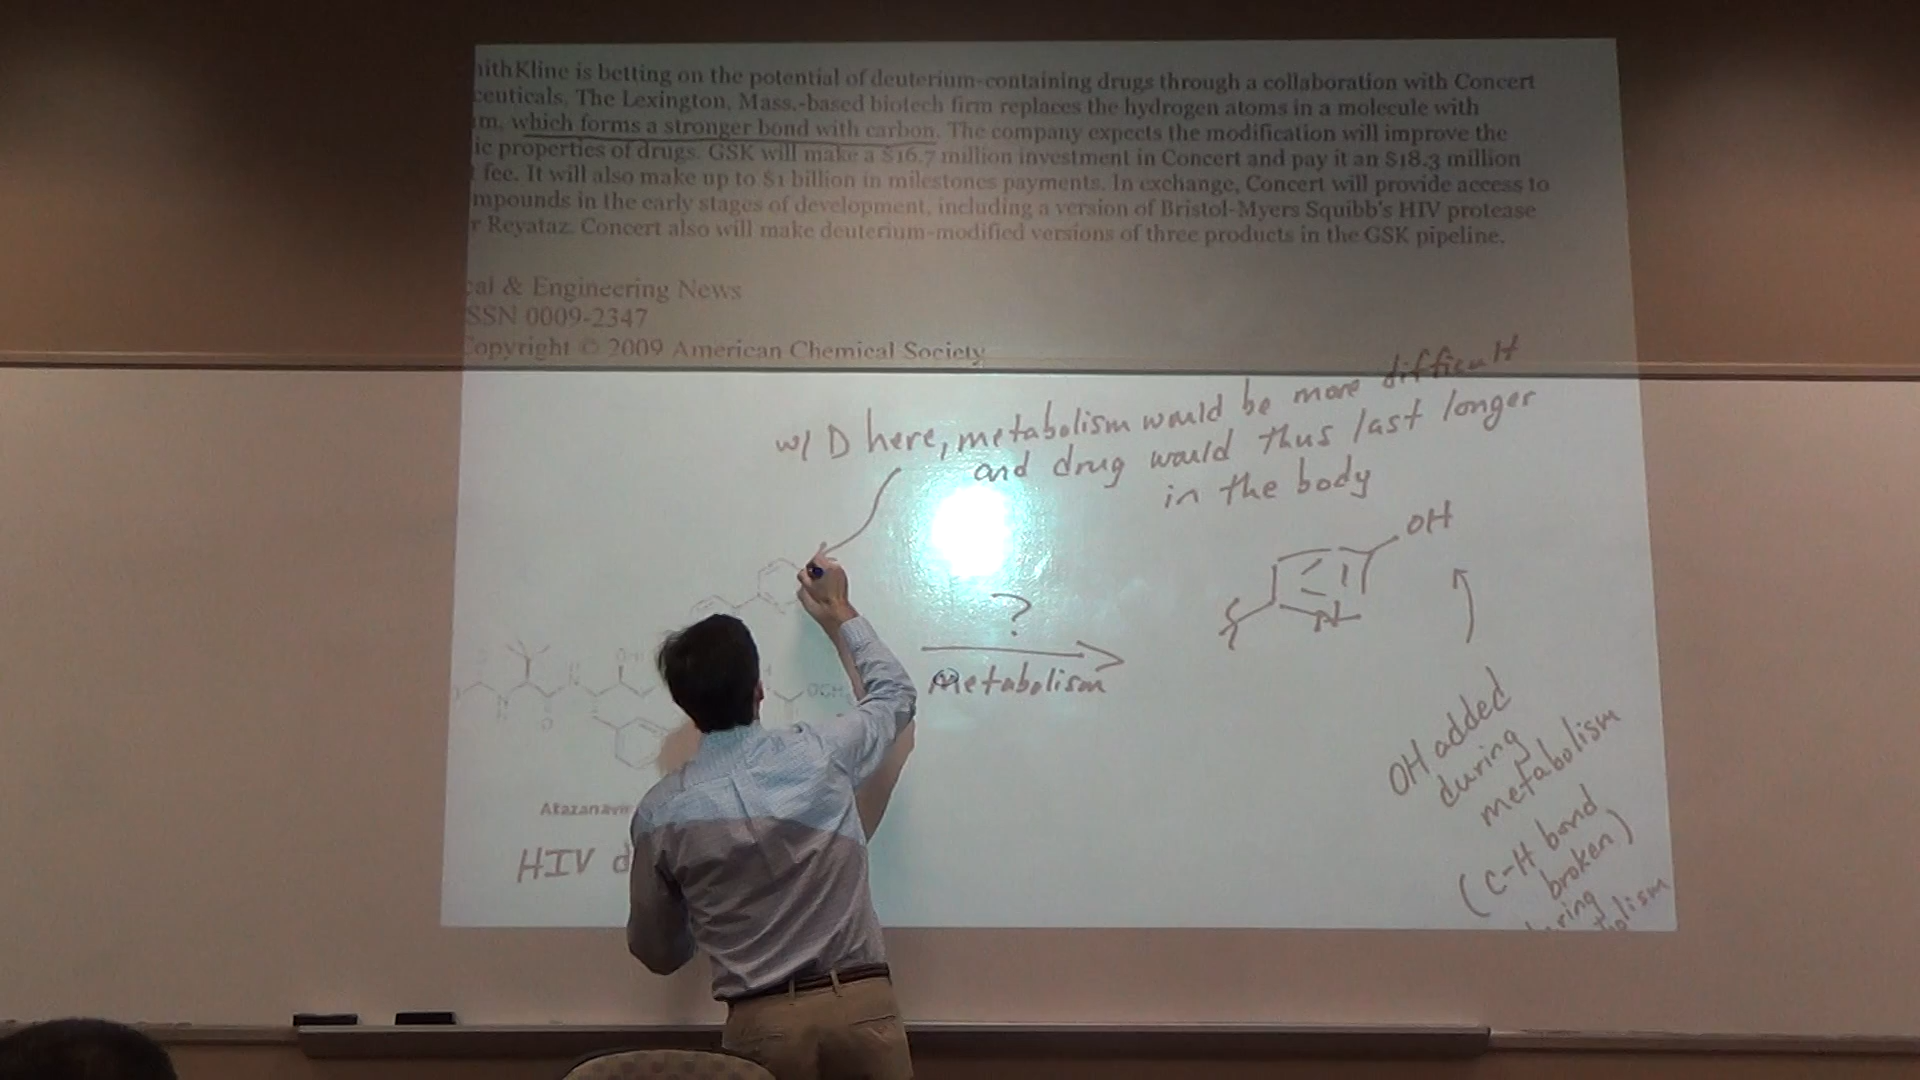 ithKline is betting on the potential of deuterium-containing drugs through a collaboration with Concert
ceuticals. The Lexington, Mass.-based biotech firm replaces the hydrogen atoms in a molecule with
m, which forms a stronger bond with carbon. The company expects the modification will improve the
ic properties of drugs. GSK will make a $16.7 million investment in Concert and pay it an $18.3 million
fee. It will also make up to $1 billion in milestones payments. In exchange, Concert will provide access to
mpounds in the early stages of development, including a version of Bristol-Myers Squibb's HIV protease
r Reyataz. Concert also will make deuterium-modified versions of three products in the GSK pipeline.
cal & Engineering News
SSN 0009-2347
Copyright © 2009 American Chemical Society
w/ D here, metabolism would be more difficult
and drug would thus last longer
in the body
OH
?
N
Metabolism
OH
N
N
O
OCH
OH added
during
metabolism
(C-H bond
broken)
uring
olism
Atazanavir
HIV d